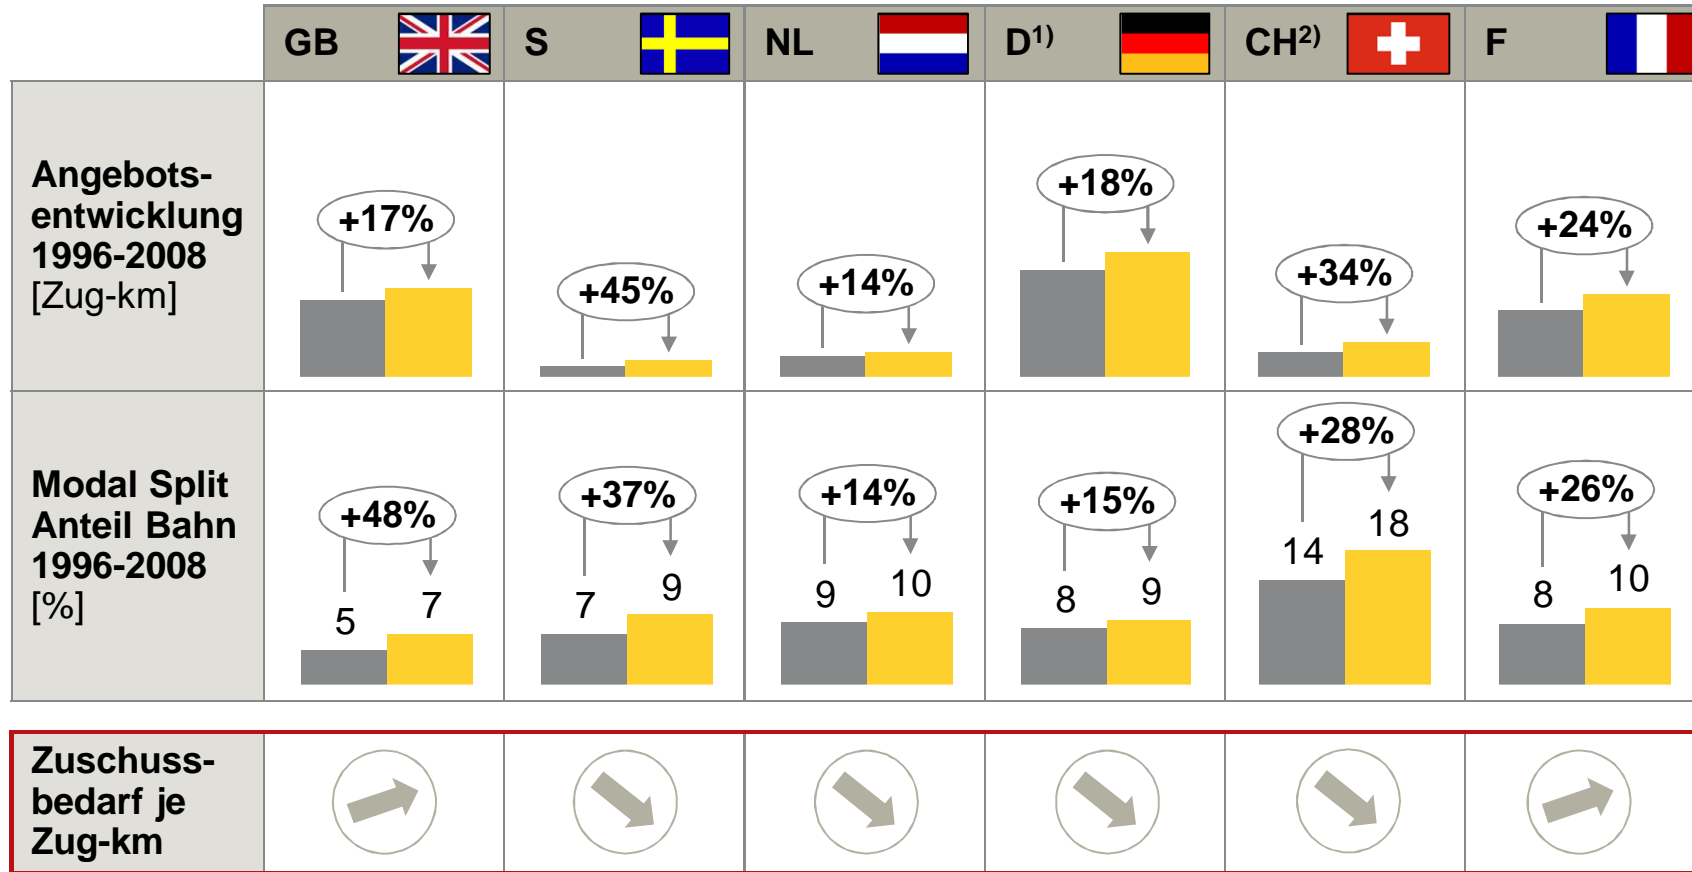 GB S NL D1) CH2) F
Angebots-
entwicklung
1996-2008
[Zug-km]
+17% +45% +14% +18% +34% +24%
Modal Split
Anteil Bahn
1996-2008
[%]
+48% +37% +14% +15% +28% +26%
5 7 7 9 9 10 8 9 14 18 8 10
Zuschuss-
bedarf je
Zug-km